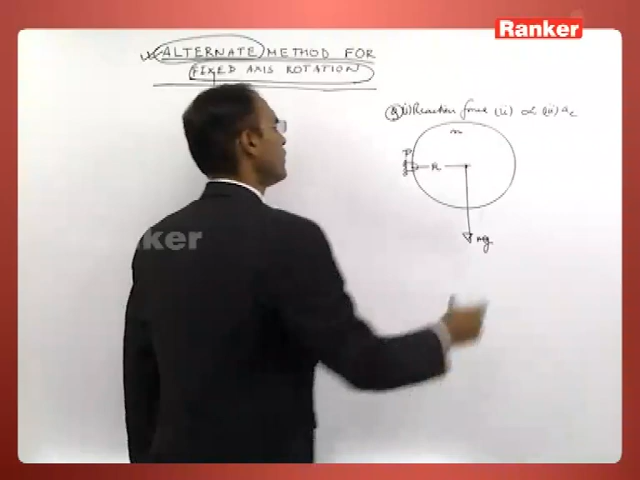 Ranker
ALTERNATE METHOD FOR
FIXED AXIS ROTATION
Q (i) Reaction force (ii) α (iii) ac
m
P
R
mg
ker